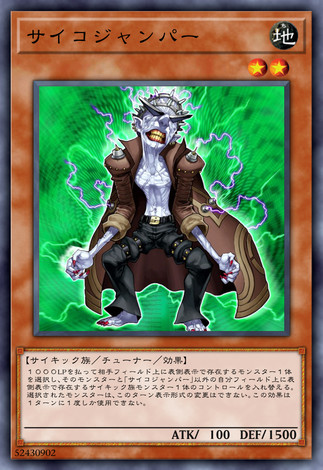 サイコジャンパー
地
【サイキック族／チューナー／効果】
１０００LPを払って相手フィールド上に表側表示で存在するモンスター１体
を選択し、そのモンスターと「サイコジャンパー」以外の自分フィールド上に表
側表示で存在するサイキック族モンスター１体のコントロールを入れ替える。
選択されたモンスターは、このターン表示形式の変更はできない。この効果は
１ターンに１度しか使用できない。
ATK/ 100 DEF/1500
52430902